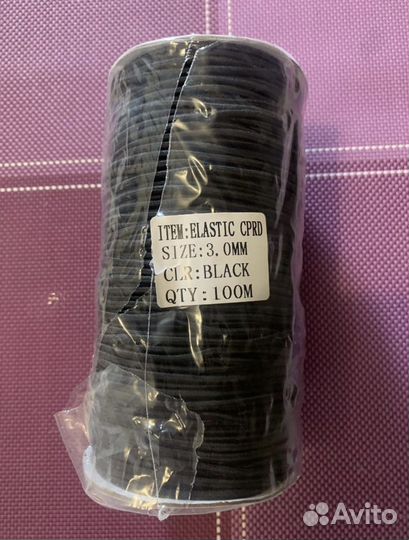 ITEM:ELASTIC CPRD
SIZE:3.0MM
CLR:BLACK
QTY:100M
Avito